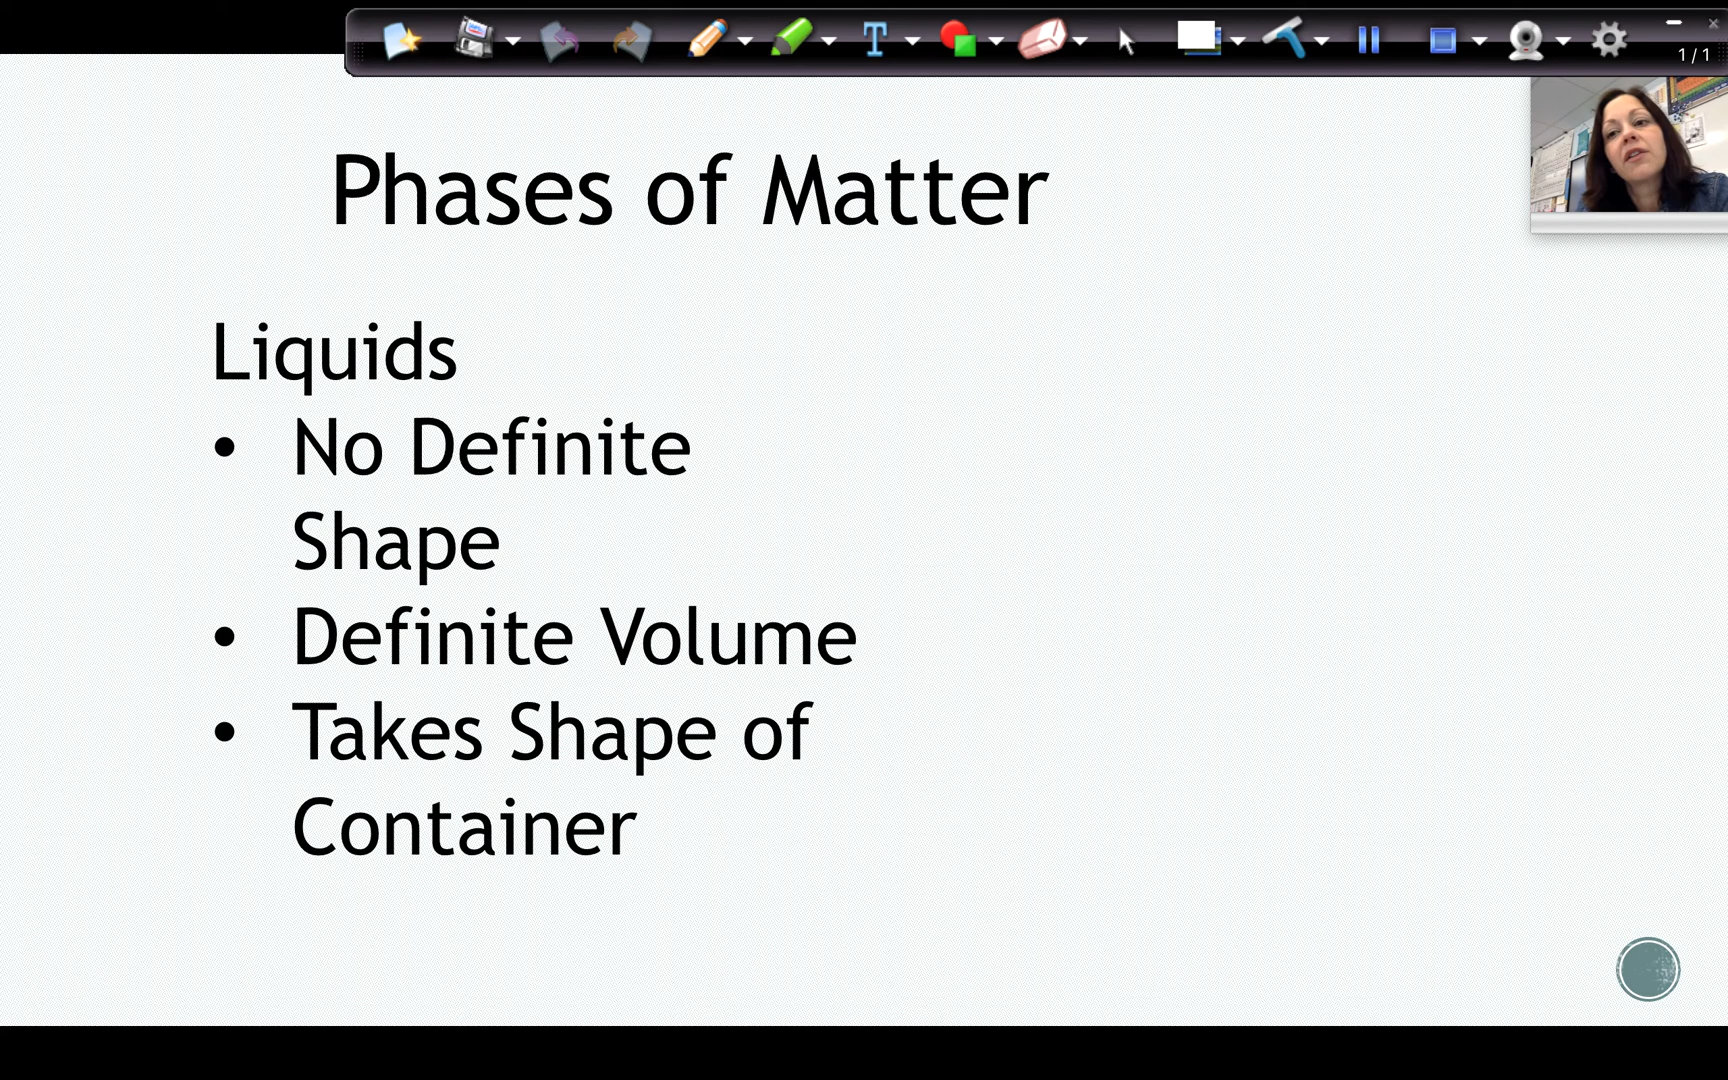 1 / 1
Phases of Matter
Liquids
• No Definite
Shape
• Definite Volume
• Takes Shape of
Container